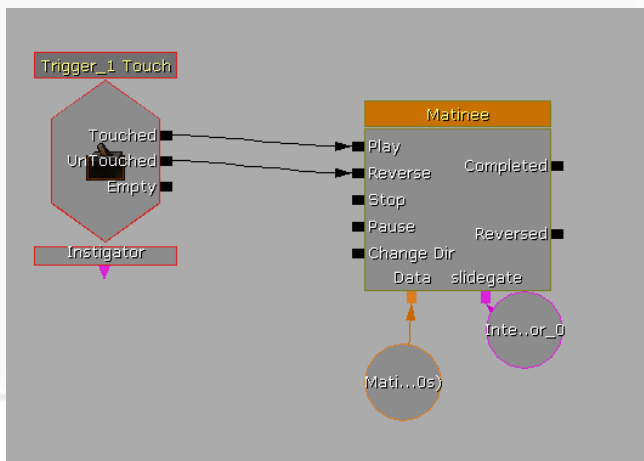 Trigger_1 Touch
Touched
UnTouched
Empty
Instigator
Matinee
Play
Reverse
Stop
Pause
Change Dir
Completed
Reversed
Data
slidegate
Mati...0s)
Inte..or_0